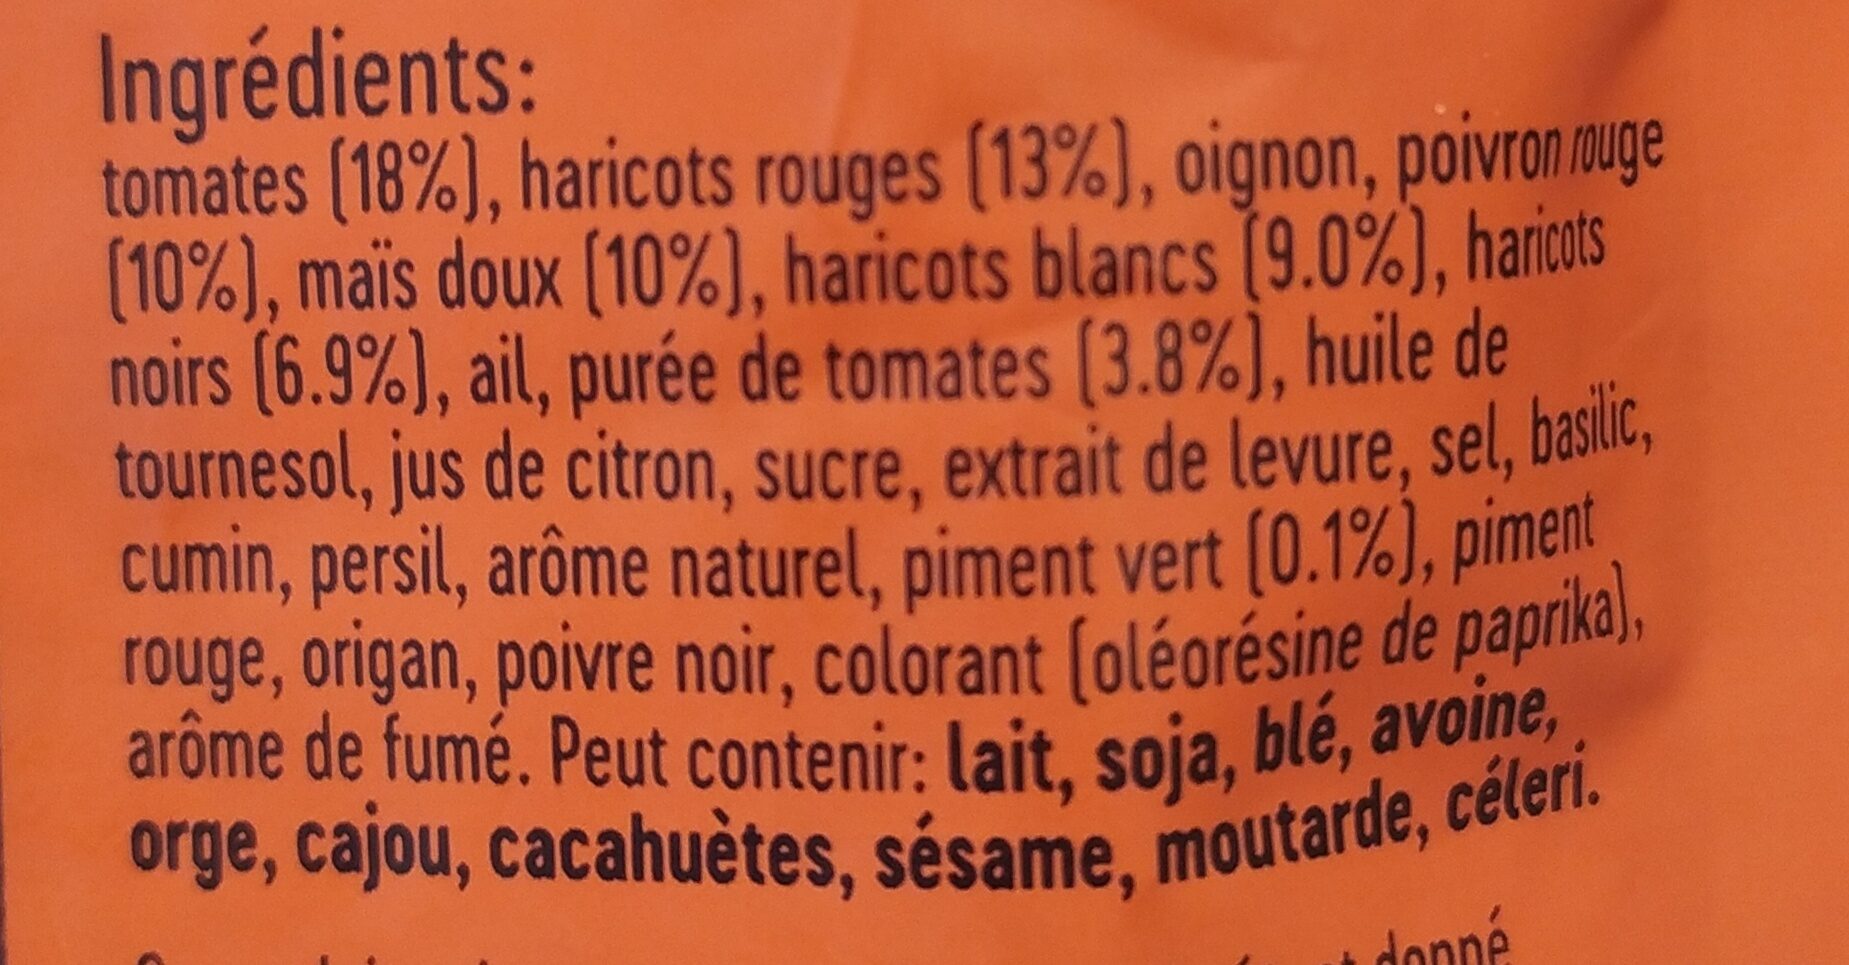 Ingrédients:
tomates (18%), haricots rouges (13%), oignon, poivron rouge
(10%), maïs doux (10%), haricots blancs (9.0%), haricots
noirs (6.9%), ail, purée de tomates (3.8%), huile de
tournesol, jus de citron, sucre, extrait de levure, sel, basilic,
cumin, persil, arôme naturel, piment vert (0.1%), piment
rouge, origan, poivre noir, colorant (oléorésine de paprika),
arôme de fumé. Peut contenir: lait, soja, blé, avoine,
orge, cajou, cacahuètes, sésame, moutarde, céleri.
donné